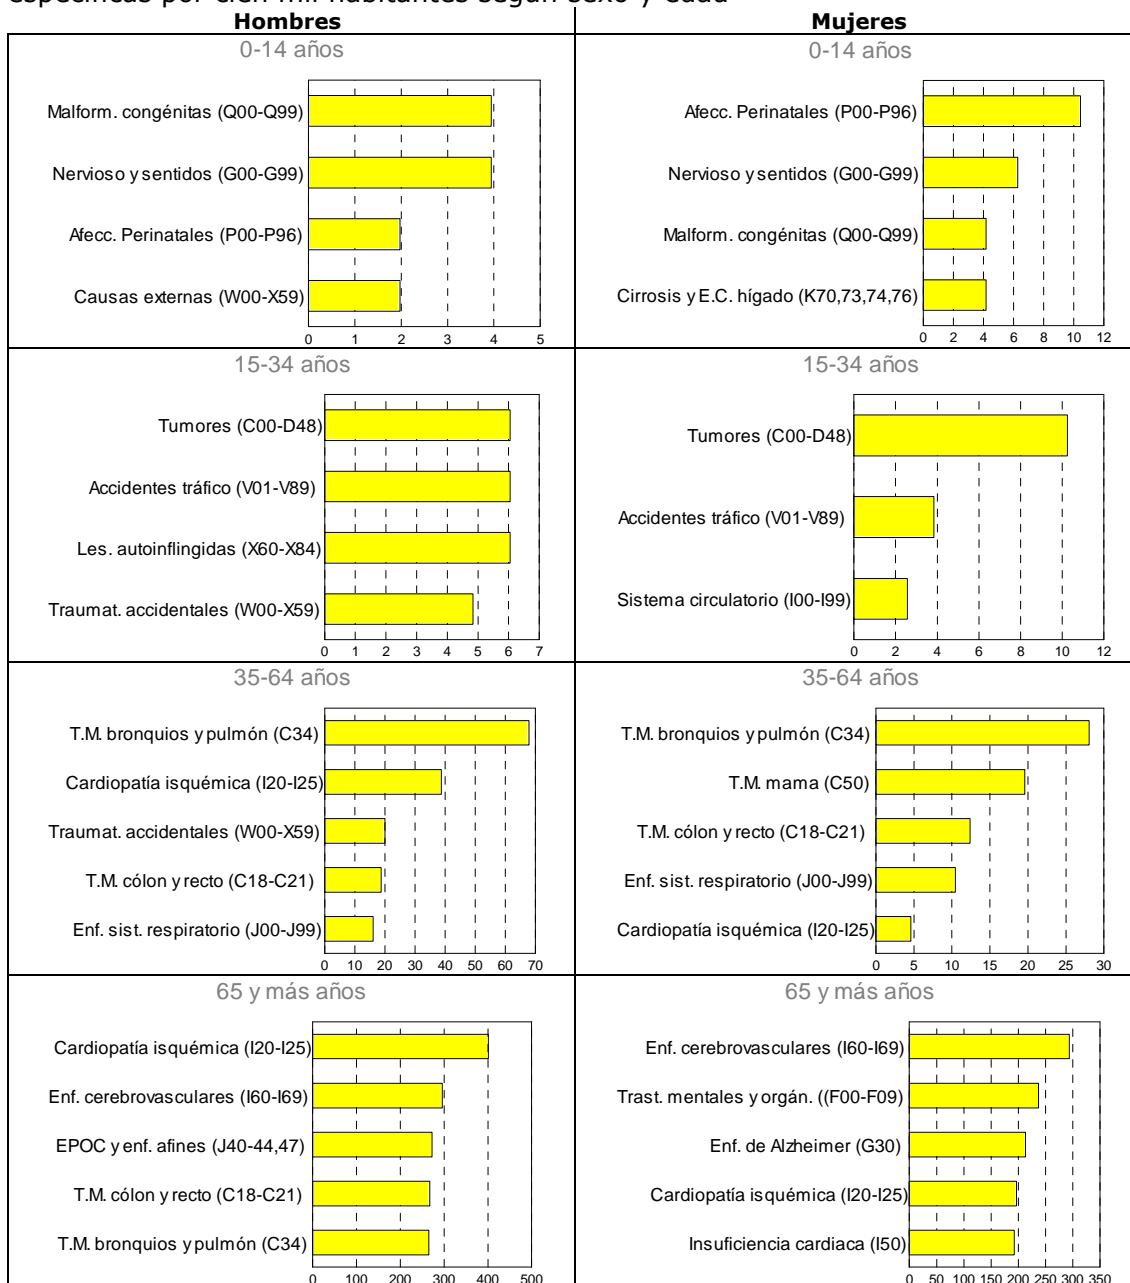 específicas por cien mil habitantes según sexo y edad
Hombres
Mujeres
0-14 años
Malform. congénitas (Q00-Q99)
Nervioso y sentidos (G00-G99)
Afecc. Perinatales (P00-P96)
Causas externas (W00-X59)
0 1 2 3 4 5
0-14 años
Afecc. Perinatales (P00-P96)
Nervioso y sentidos (G00-G99)
Malform. congénitas (Q00-Q99)
Cirrosis y E.C. hígado (K70,73,74,76)
0 2 4 6 8 10 12
15-34 años
Tumores (C00-D48)
Accidentes tráfico (V01-V89)
Les. autoinflingidas (X60-X84)
Traumat. accidentales (W00-X59)
0 1 2 3 4 5 6 7
15-34 años
Tumores (C00-D48)
Accidentes tráfico (V01-V89)
Sistema circulatorio (I00-I99)
0 2 4 6 8 10 12
35-64 años
T.M. bronquios y pulmón (C34)
Cardiopatía isquémica (I20-I25)
Traumat. accidentales (W00-X59)
T.M. cólon y recto (C18-C21)
Enf. sist. respiratorio (J00-J99)
0 10 20 30 40 50 60 70
35-64 años
T.M. bronquios y pulmón (C34)
T.M. mama (C50)
T.M. cólon y recto (C18-C21)
Enf. sist. respiratorio (J00-J99)
Cardiopatía isquémica (I20-I25)
0 5 10 15 20 25 30
65 y más años
Cardiopatía isquémica (I20-I25)
Enf. cerebrovasculares (I60-I69)
EPOC y enf. afines (J40-44,47)
T.M. cólon y recto (C18-C21)
T.M. bronquios y pulmón (C34)
0 100 200 300 400 500
65 y más años
Enf. cerebrovasculares (I60-I69)
Trast. mentales y orgán. ((F00-F09)
Enf. de Alzheimer (G30)
Cardiopatía isquémica (I20-I25)
Insuficiencia cardiaca (I50)
0 50 100 150 200 250 300 350